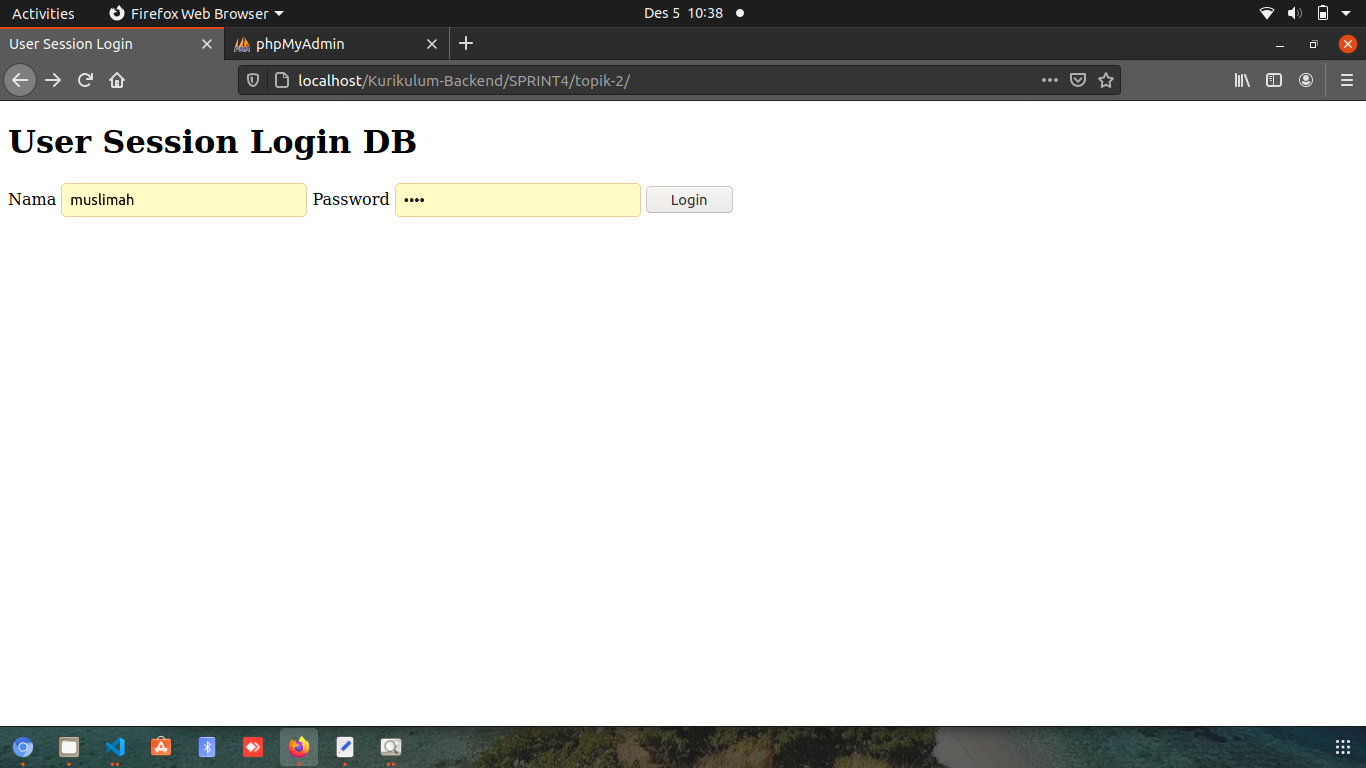 Activities Firefox Web Browser Des 5 10:38
User Session Login phpMyAdmin
localhost/Kurikulum-Backend/SPRINT4/topik-2/
User Session Login DB
Nama muslimah Password •••• Login